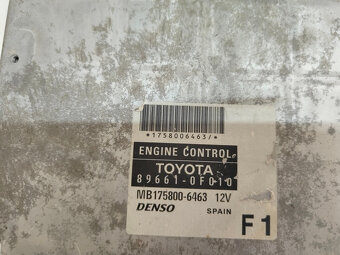 *1758006463/*
ENGINE CONTROL
TOYOTA
89661-0F010
MB175800-6463 12V
DENSO SPAIN F1